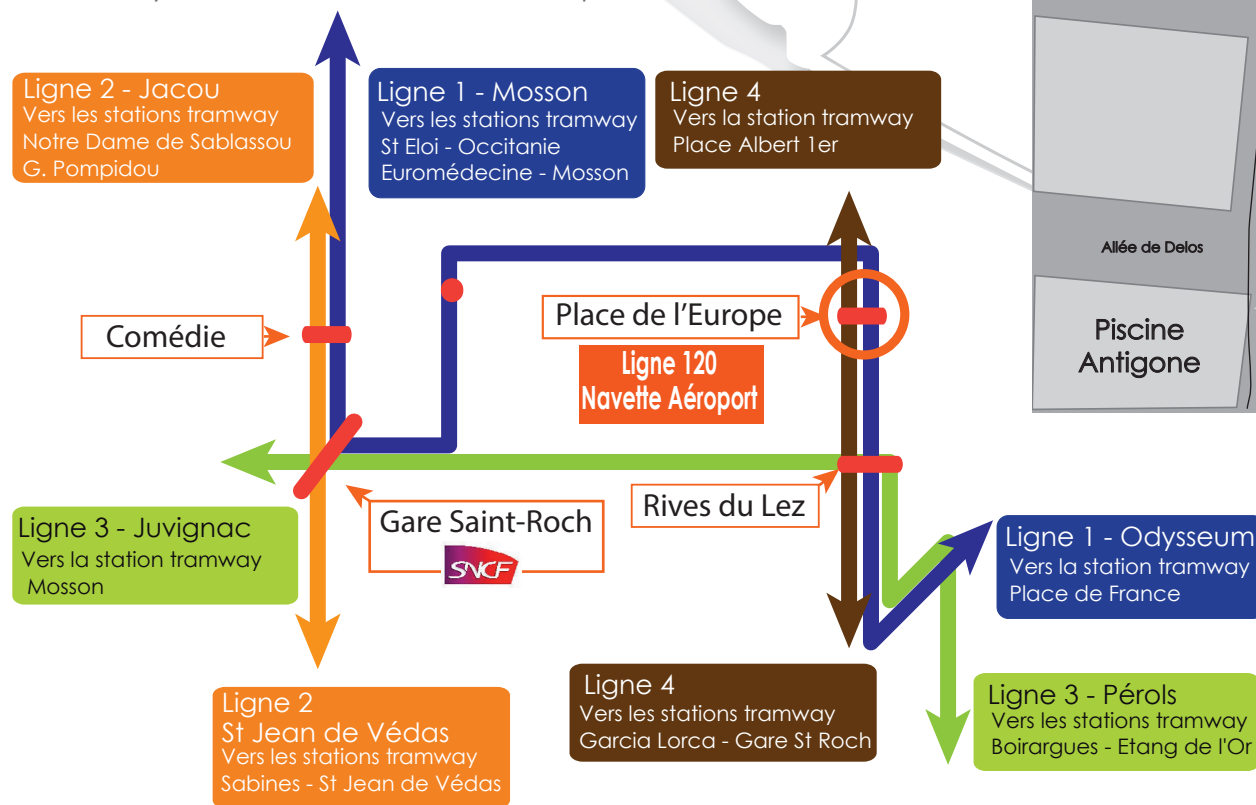 Ligne 2 - Jacou
Vers les stations tramway
Notre Dame de Sablassou
G. Pompidou
Ligne 1 - Mosson
Vers les stations tramway
St Eloi - Occitanie
Euromédecine - Mosson
Ligne 4
Vers la station tramway
Place Albert 1er
Allée de Delos
Piscine
Antigone
Comédie
Place de l'Europe
Ligne 120
Navette Aéroport
Gare Saint-Roch
SNCF
Rives du Lez
Ligne 3 - Juvignac
Vers la station tramway
Mosson
Ligne 1 - Odysseum
Vers la station tramway
Place de France
Ligne 2
St Jean de Védas
Vers les stations tramway
Sabines - St Jean de Védas
Ligne 4
Vers les stations tramway
Garcia Lorca - Gare St Roch
Ligne 3 - Pérols
Vers les stations tramway
Boirargues - Etang de l'Or